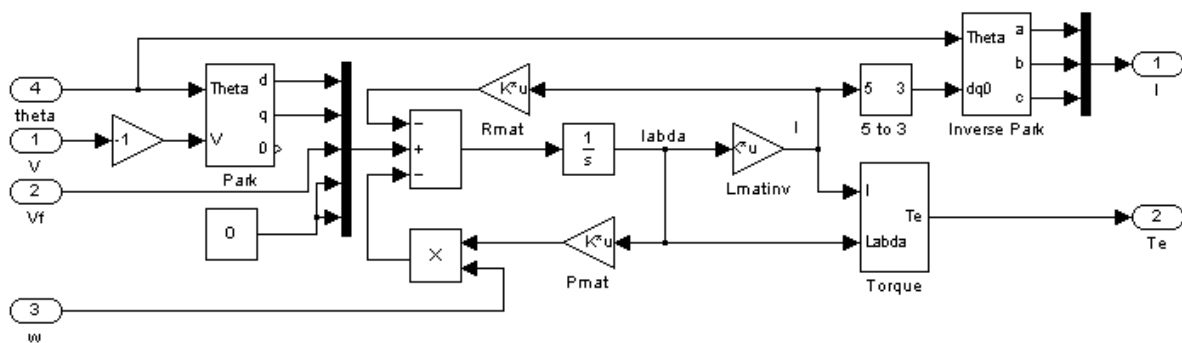 4
theta
1
V
2
Vf
3
w
-1
Theta
V
d
q
0
Park
0
K*u
Rmat
−
+
−
1
s
labda
K*u
Lmatinv
I
×
K*u
Pmat
5 3
5 to 3
Theta
dq0
a
b
c
Inverse Park
1
I
I
Labda
Te
Torque
2
Te